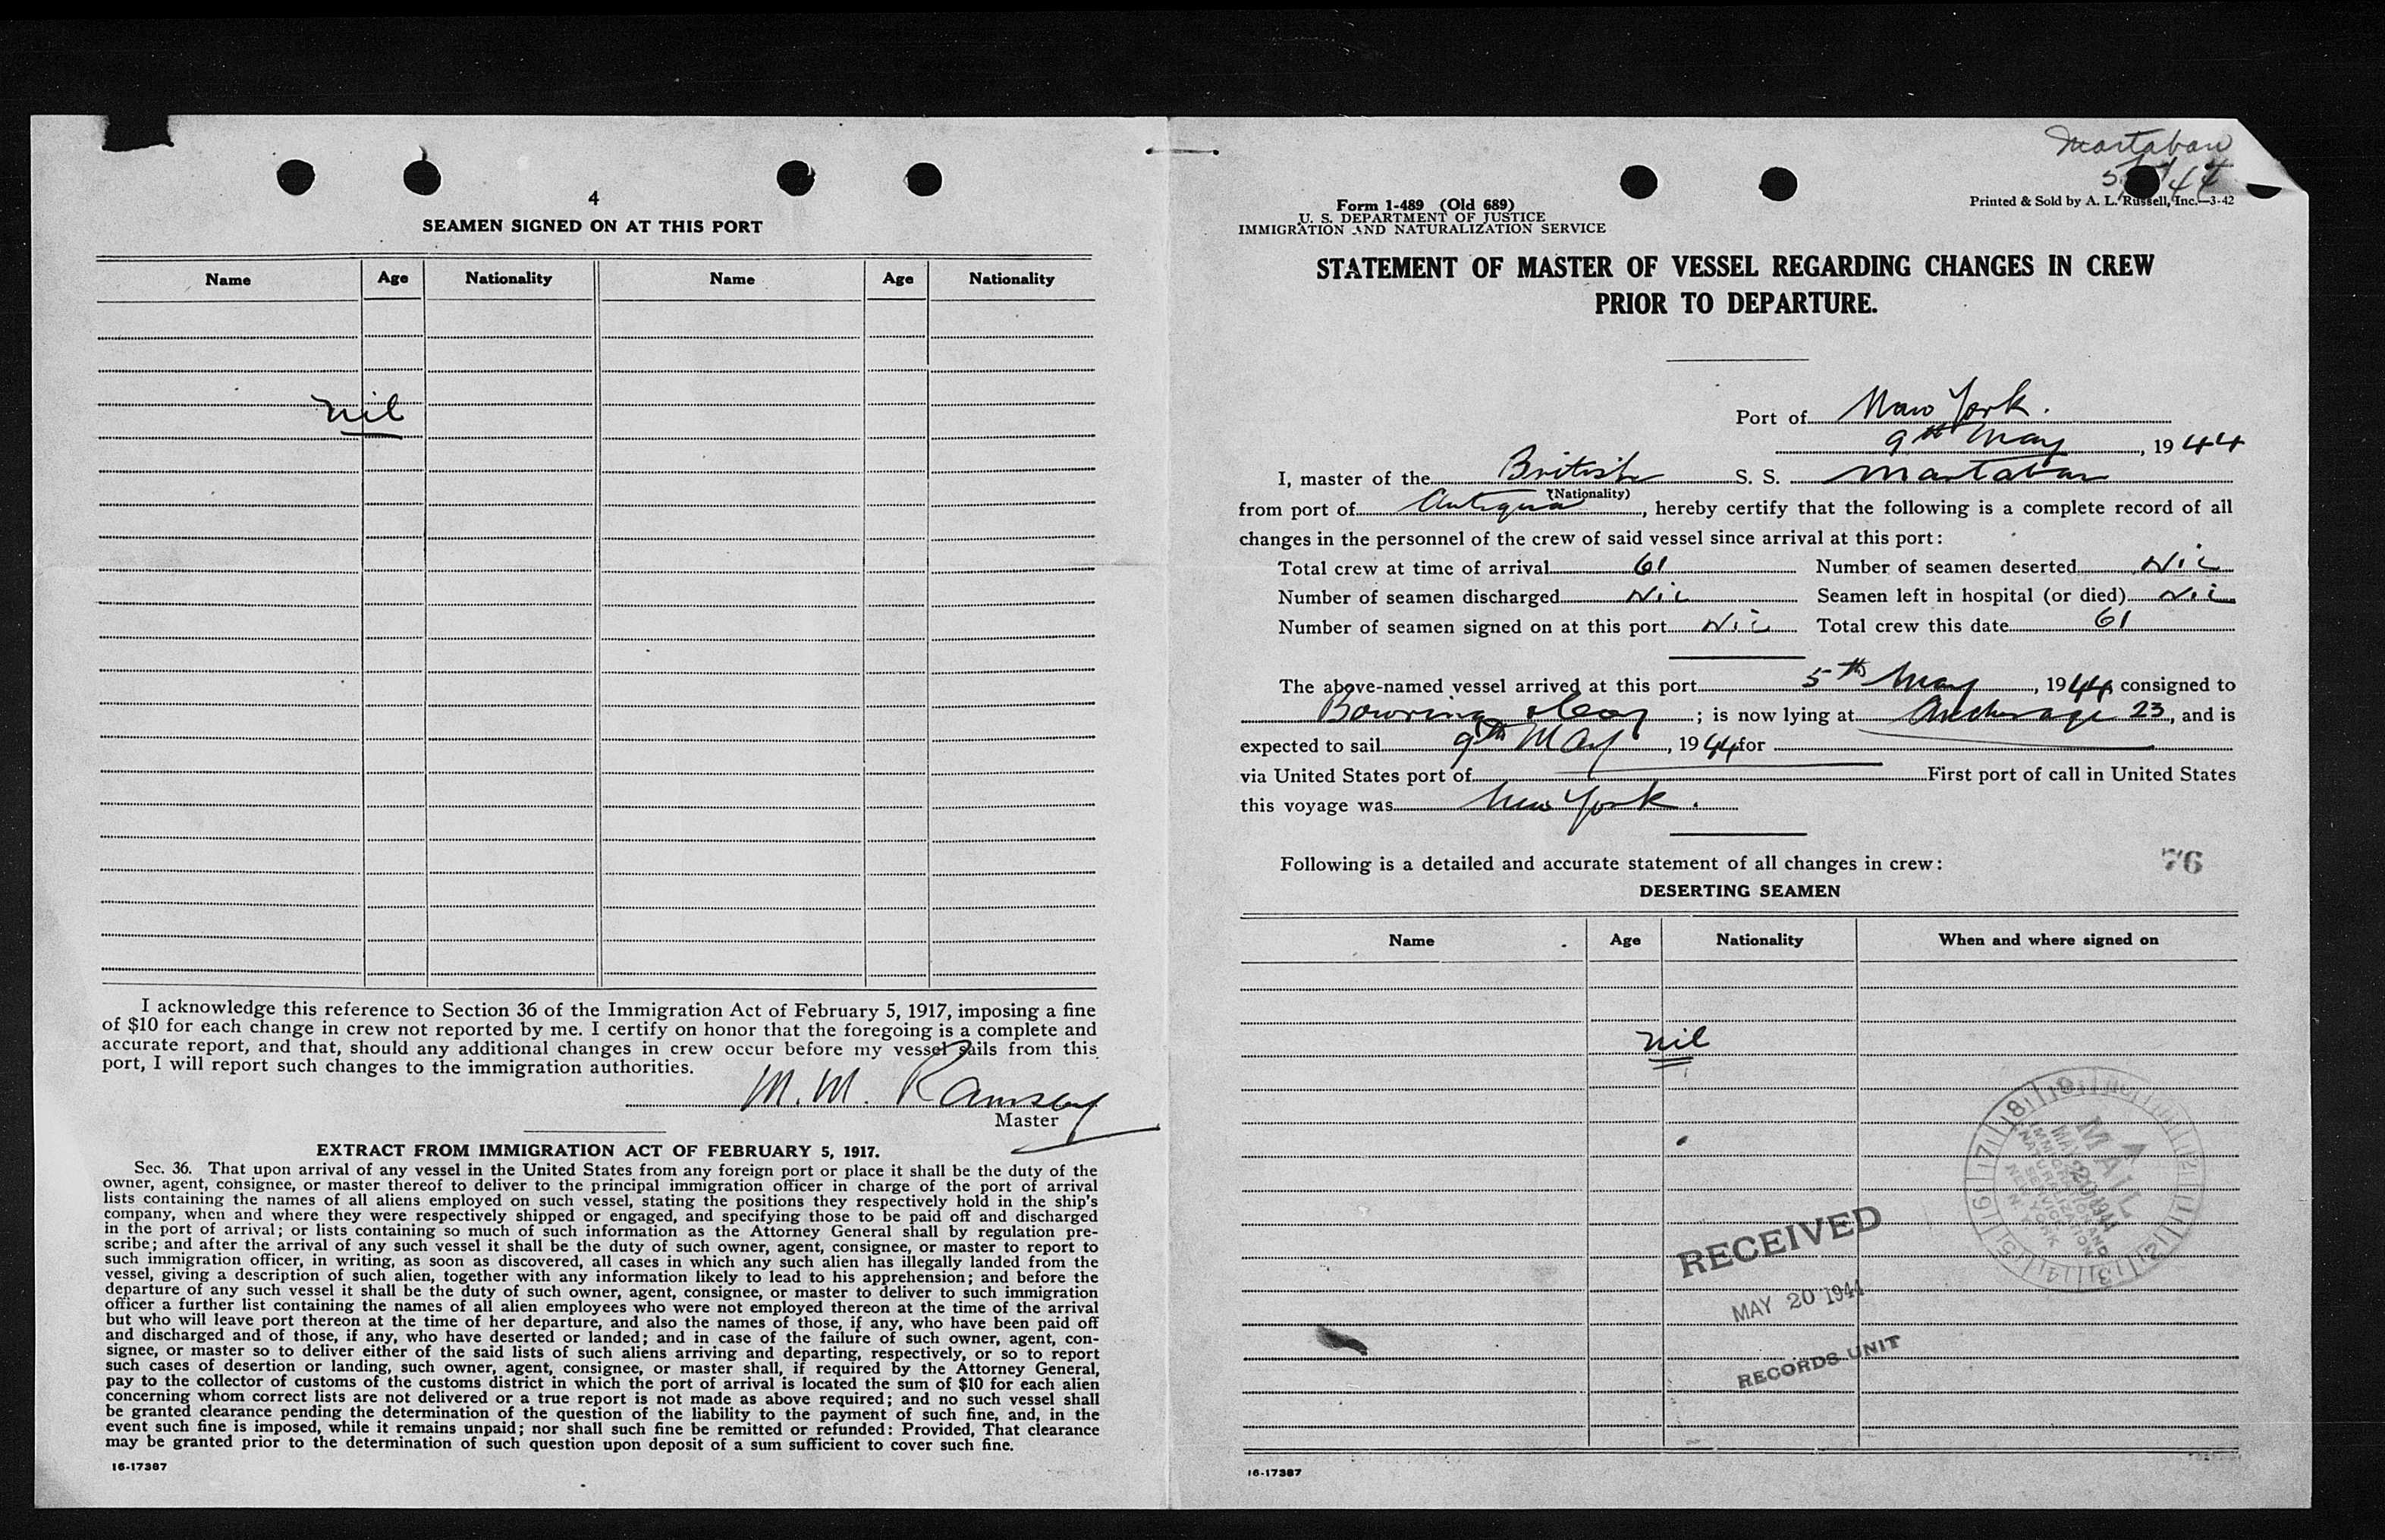 4
SEAMEN SIGNED ON AT THIS PORT
Name Age Nationality Name Age Nationality
nil
I acknowledge this reference to Section 36 of the Immigration Act of February 5, 1917, imposing a fine
of $10 for each change in crew not reported by me. I certify on honor that the foregoing is a complete and
accurate report, and that, should any additional changes in crew occur before my vessel sails from this
port, I will report such changes to the immigration authorities.
M. M. Ramsay
Master
EXTRACT FROM IMMIGRATION ACT OF FEBRUARY 5, 1917.
Sec. 36. That upon arrival of any vessel in the United States from any foreign port or place it shall be the duty of the
owner, agent, consignee, or master thereof to deliver to the principal immigration officer in charge of the port of arrival
lists containing the names of all aliens employed on such vessel, stating the positions they respectively hold in the ship's
company, when and where they were respectively shipped or engaged, and specifying those to be paid off and discharged
in the port of arrival; or lists containing so much of such information as the Attorney General shall by regulation pre-
scribe; and after the arrival of any such vessel it shall be the duty of such owner, agent, consignee, or master to report to
such immigration officer, in writing, as soon as discovered, all cases in which any such alien has illegally landed from the
vessel, giving a description of such alien, together with any information likely to lead to his apprehension; and before the
departure of any such vessel it shall be the duty of such owner, agent, consignee, or master to deliver to such immigration
officer a further list containing the names of all alien employees who were not employed thereon at the time of the arrival
but who will leave port thereon at the time of her departure, and also the names of those, if any, who have been paid off
and discharged and of those, if any, who have deserted or landed; and in case of the failure of such owner, agent, con-
signee, or master so to deliver either of the said lists of such aliens arriving and departing, respectively, or so to report
such cases of desertion or landing, such owner, agent, consignee, or master shall, if required by the Attorney General,
pay to the collector of customs of the customs district in which the port of arrival is located the sum of $10 for each alien
concerning whom correct lists are not delivered or a true report is not made as above required; and no such vessel shall
be granted clearance pending the determination of the question of the liability to the payment of such fine, and, in the
event such fine is imposed, while it remains unpaid; nor shall such fine be remitted or refunded: Provided, That clearance
may be granted prior to the determination of such question upon deposit of a sum sufficient to cover such fine.
16-17387
Martaban
Form 1-489 (Old 689)
U. S. DEPARTMENT OF JUSTICE
IMMIGRATION AND NATURALIZATION SERVICE
Printed & Sold by A. L. Russell, Inc.—3-42
STATEMENT OF MASTER OF VESSEL REGARDING CHANGES IN CREW
PRIOR TO DEPARTURE.
Port of New York.
9th May, 1944
I, master of the British S. S. Martaban
(Nationality)
from port of Antigua, hereby certify that the following is a complete record of all
changes in the personnel of the crew of said vessel since arrival at this port:
Total crew at time of arrival 61 Number of seamen deserted Nil
Number of seamen discharged Nil Seamen left in hospital (or died) Nil
Number of seamen signed on at this port Nil Total crew this date 61
The above-named vessel arrived at this port 5th May, 1944, consigned to
Bowring & Coy; is now lying at Anchorage 23, and is
expected to sail 9th May, 1944 for
via United States port of First port of call in United States
this voyage was New York.
Following is a detailed and accurate statement of all changes in crew:
76
DESERTING SEAMEN
Name Age Nationality When and where signed on
nil
MAIL
MAY 20 1944
IMMIGRATION AND
NATURALIZATION
SERVICE
NEW YORK
N. Y.
RECEIVED
MAY 20 1944
RECORDS UNIT
16-17387